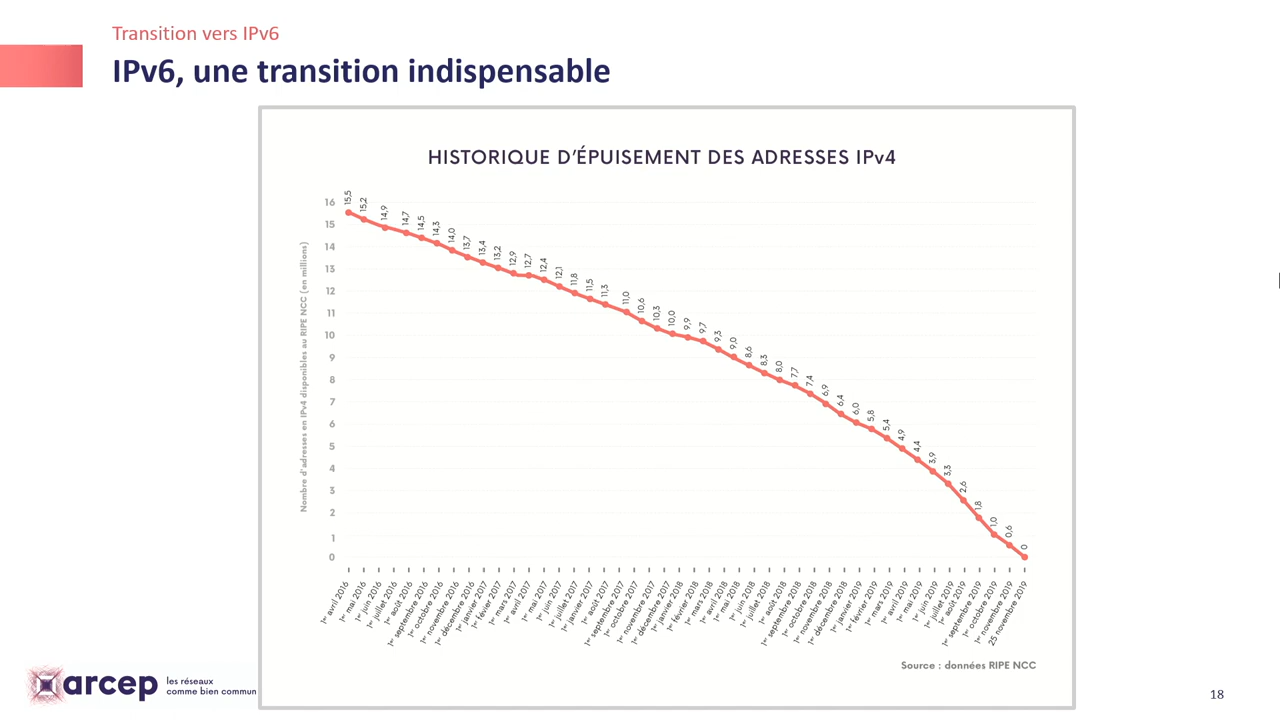 Transition vers IPv6
IPv6, une transition indispensable
HISTORIQUE D'ÉPUISEMENT DES ADRESSES IPv4
Nombre d'adresses en IPv4 disponibles au RIPE NCC (en millions)
16
15
14
13
12
11
10
9
8
7
6
5
4
3
2
1
0
15,5
15,2
14,9
14,7
14,5
14,3
14,0
13,7
13,4
13,2
12,9
12,7
12,4
12,1
11,8
11,5
11,3
11,0
10,6
10,3
10,0
9,9
9,7
9,3
9,0
8,6
8,3
8,0
7,7
7,4
6,9
6,4
6,0
5,8
5,4
4,9
4,4
3,9
3,3
2,6
1,8
1,0
0,6
0
1er avril 2016
1er mai 2016
1er juin 2016
1er juillet 2016
1er août 2016
1er septembre 2016
1er octobre 2016
1er novembre 2016
1er décembre 2016
1er janvier 2017
1er février 2017
1er mars 2017
1er avril 2017
1er mai 2017
1er juin 2017
1er juillet 2017
1er janvier 2017
1er août 2017
1er septembre 2017
1er octobre 2017
1er novembre 2017
1er décembre 2017
1er janvier 2018
1er février 2018
1er mars 2018
1er avril 2018
1er mai 2018
1er juin 2018
1er juillet 2018
1er août 2018
1er septembre 2018
1er octobre 2018
1er novembre 2018
1er décembre 2018
1er janvier 2019
1er février 2019
1er mars 2019
1er avril 2019
1er mai 2019
1er juin 2019
1er juillet 2019
1er août 2019
1er septembre 2019
1er octobre 2019
1er novembre 2019
25 novembre 2019
Source : données RIPE NCC
arcep
les réseaux
comme bien commun
18